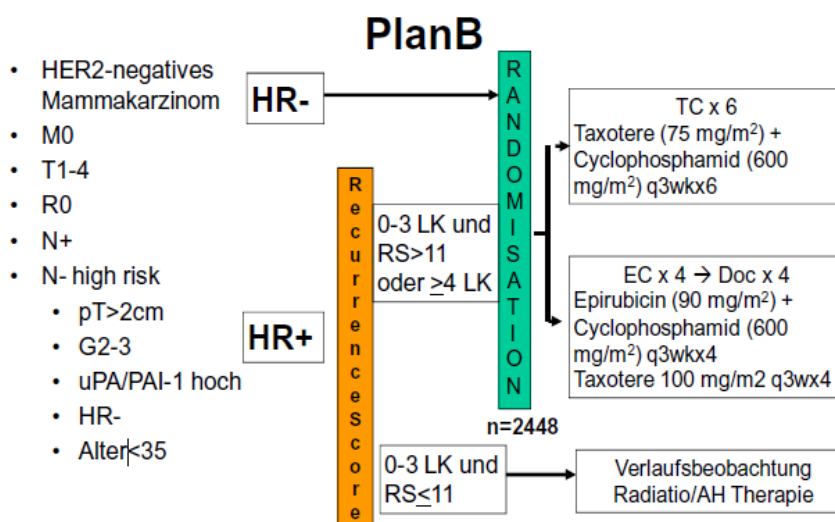 PlanB
• HER2-negatives
Mammakarzinom
• M0
• T1-4
• R0
• N+
• N- high risk
• pT>2cm
• G2-3
• uPA/PAI-1 hoch
• HR-
• Alter<35
HR-
HR+
RecurrenceScore
0-3 LK und
RS>11
oder >4 LK
RANDOMISATION
n=2448
TC x 6
Taxotere (75 mg/m²) +
Cyclophosphamid (600
mg/m²) q3wkx6
EC x 4 → Doc x 4
Epirubicin (90 mg/m²) +
Cyclophosphamid (600
mg/m²) q3wkx4
Taxotere 100 mg/m2 q3wx4
0-3 LK und
RS<11
Verlaufsbeobachtung
Radiatio/AH Therapie